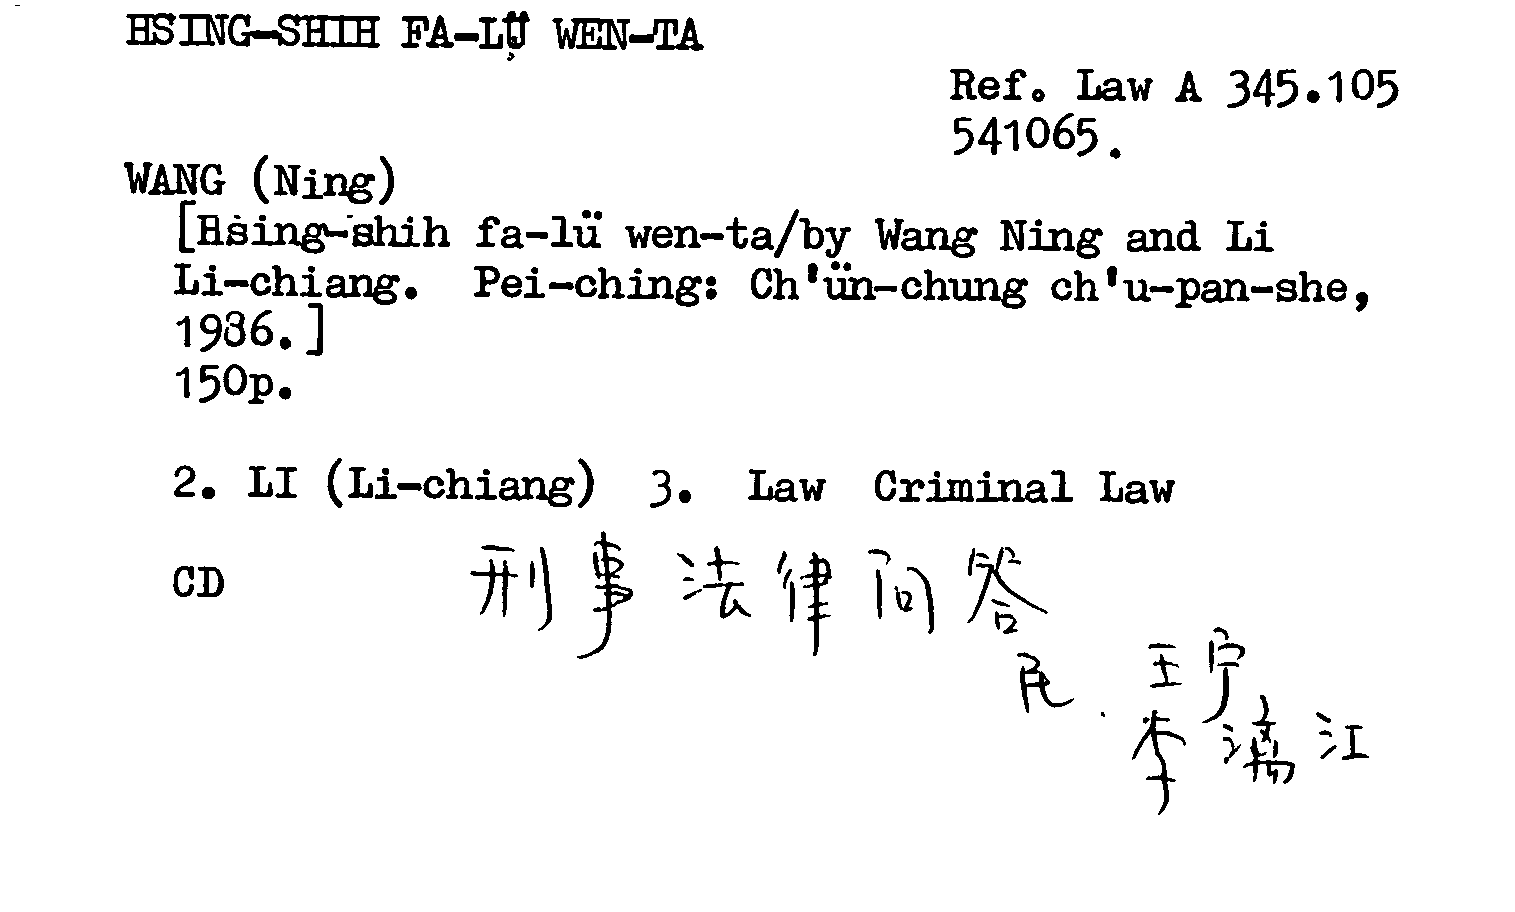 HSING-SHIH FA-LÜ WEN-TA
Ref. Law A 345.105
541065.
WANG (Ning)
[Hsing-shih fa-lü wen-ta/by Wang Ning and Li
Li-chiang. Pei-ching: Ch'ün-chung ch'u-pan-she,
1986.]
150p.
2. LI (Li-chiang) 3. Law Criminal Law
CD
刑事法律问答
民. 王宁
李漓江